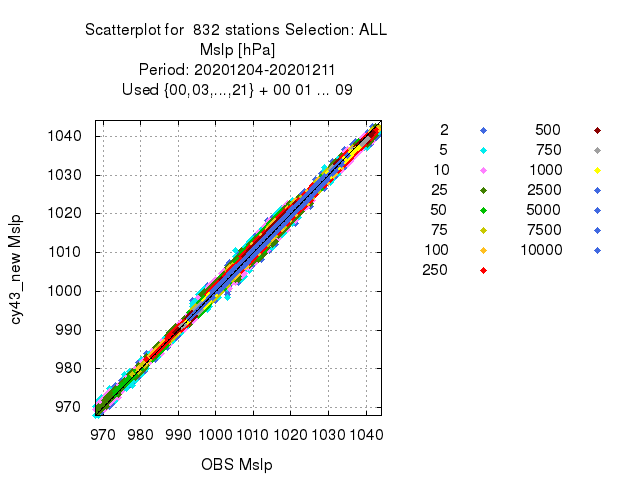 Scatterplot for 832 stations Selection: ALL
Mslp [hPa]
Period: 20201204-20201211
Used {00,03,...,21} + 00 01 ... 09
1040
1030
1020
1010
1000
990
980
970
cy43_new Mslp
970 980 990 1000 1010 1020 1030 1040
OBS Mslp
2 500
5 750
10 1000
25 2500
50 5000
75 7500
100 10000
250